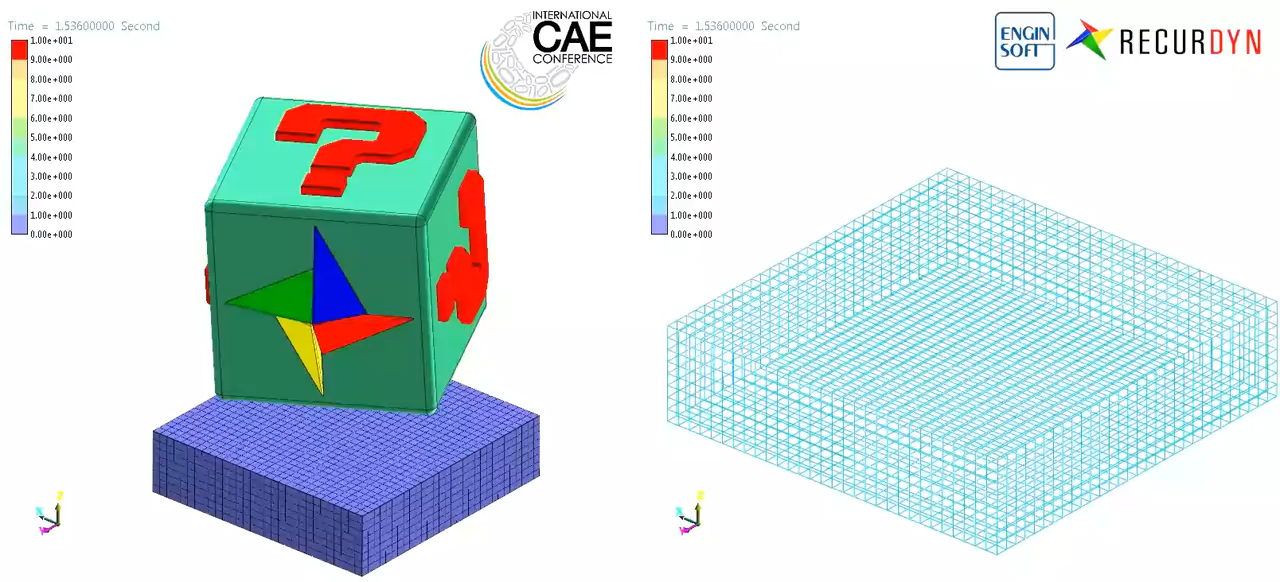 Time = 1.53600000 Second
1.00e+001
9.00e+000
8.00e+000
7.00e+000
6.00e+000
5.00e+000
4.00e+000
3.00e+000
2.00e+000
1.00e+000
0.00e+000
INTERNATIONAL
CAE
CONFERENCE
?
?
Z
X
Y
Time = 1.53600000 Second
1.00e+001
9.00e+000
8.00e+000
7.00e+000
6.00e+000
5.00e+000
4.00e+000
3.00e+000
2.00e+000
1.00e+000
0.00e+000
ENGIN
SOFT
RECURDYN
Z
X
Y